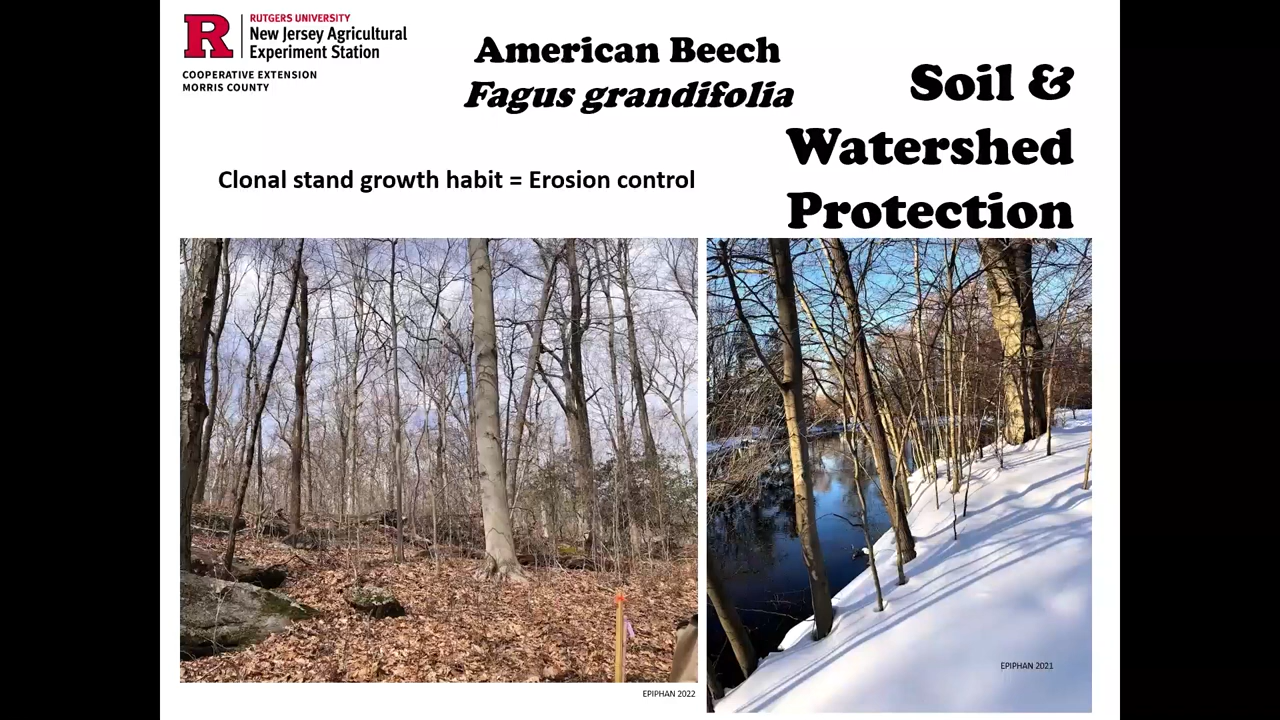 RUTGERS UNIVERSITY
New Jersey Agricultural
Experiment Station
COOPERATIVE EXTENSION
MORRIS COUNTY
American Beech
Fagus grandifolia
Soil &
Watershed
Protection
Clonal stand growth habit = Erosion control
EPIPHAN 2022
EPIPHAN 2021